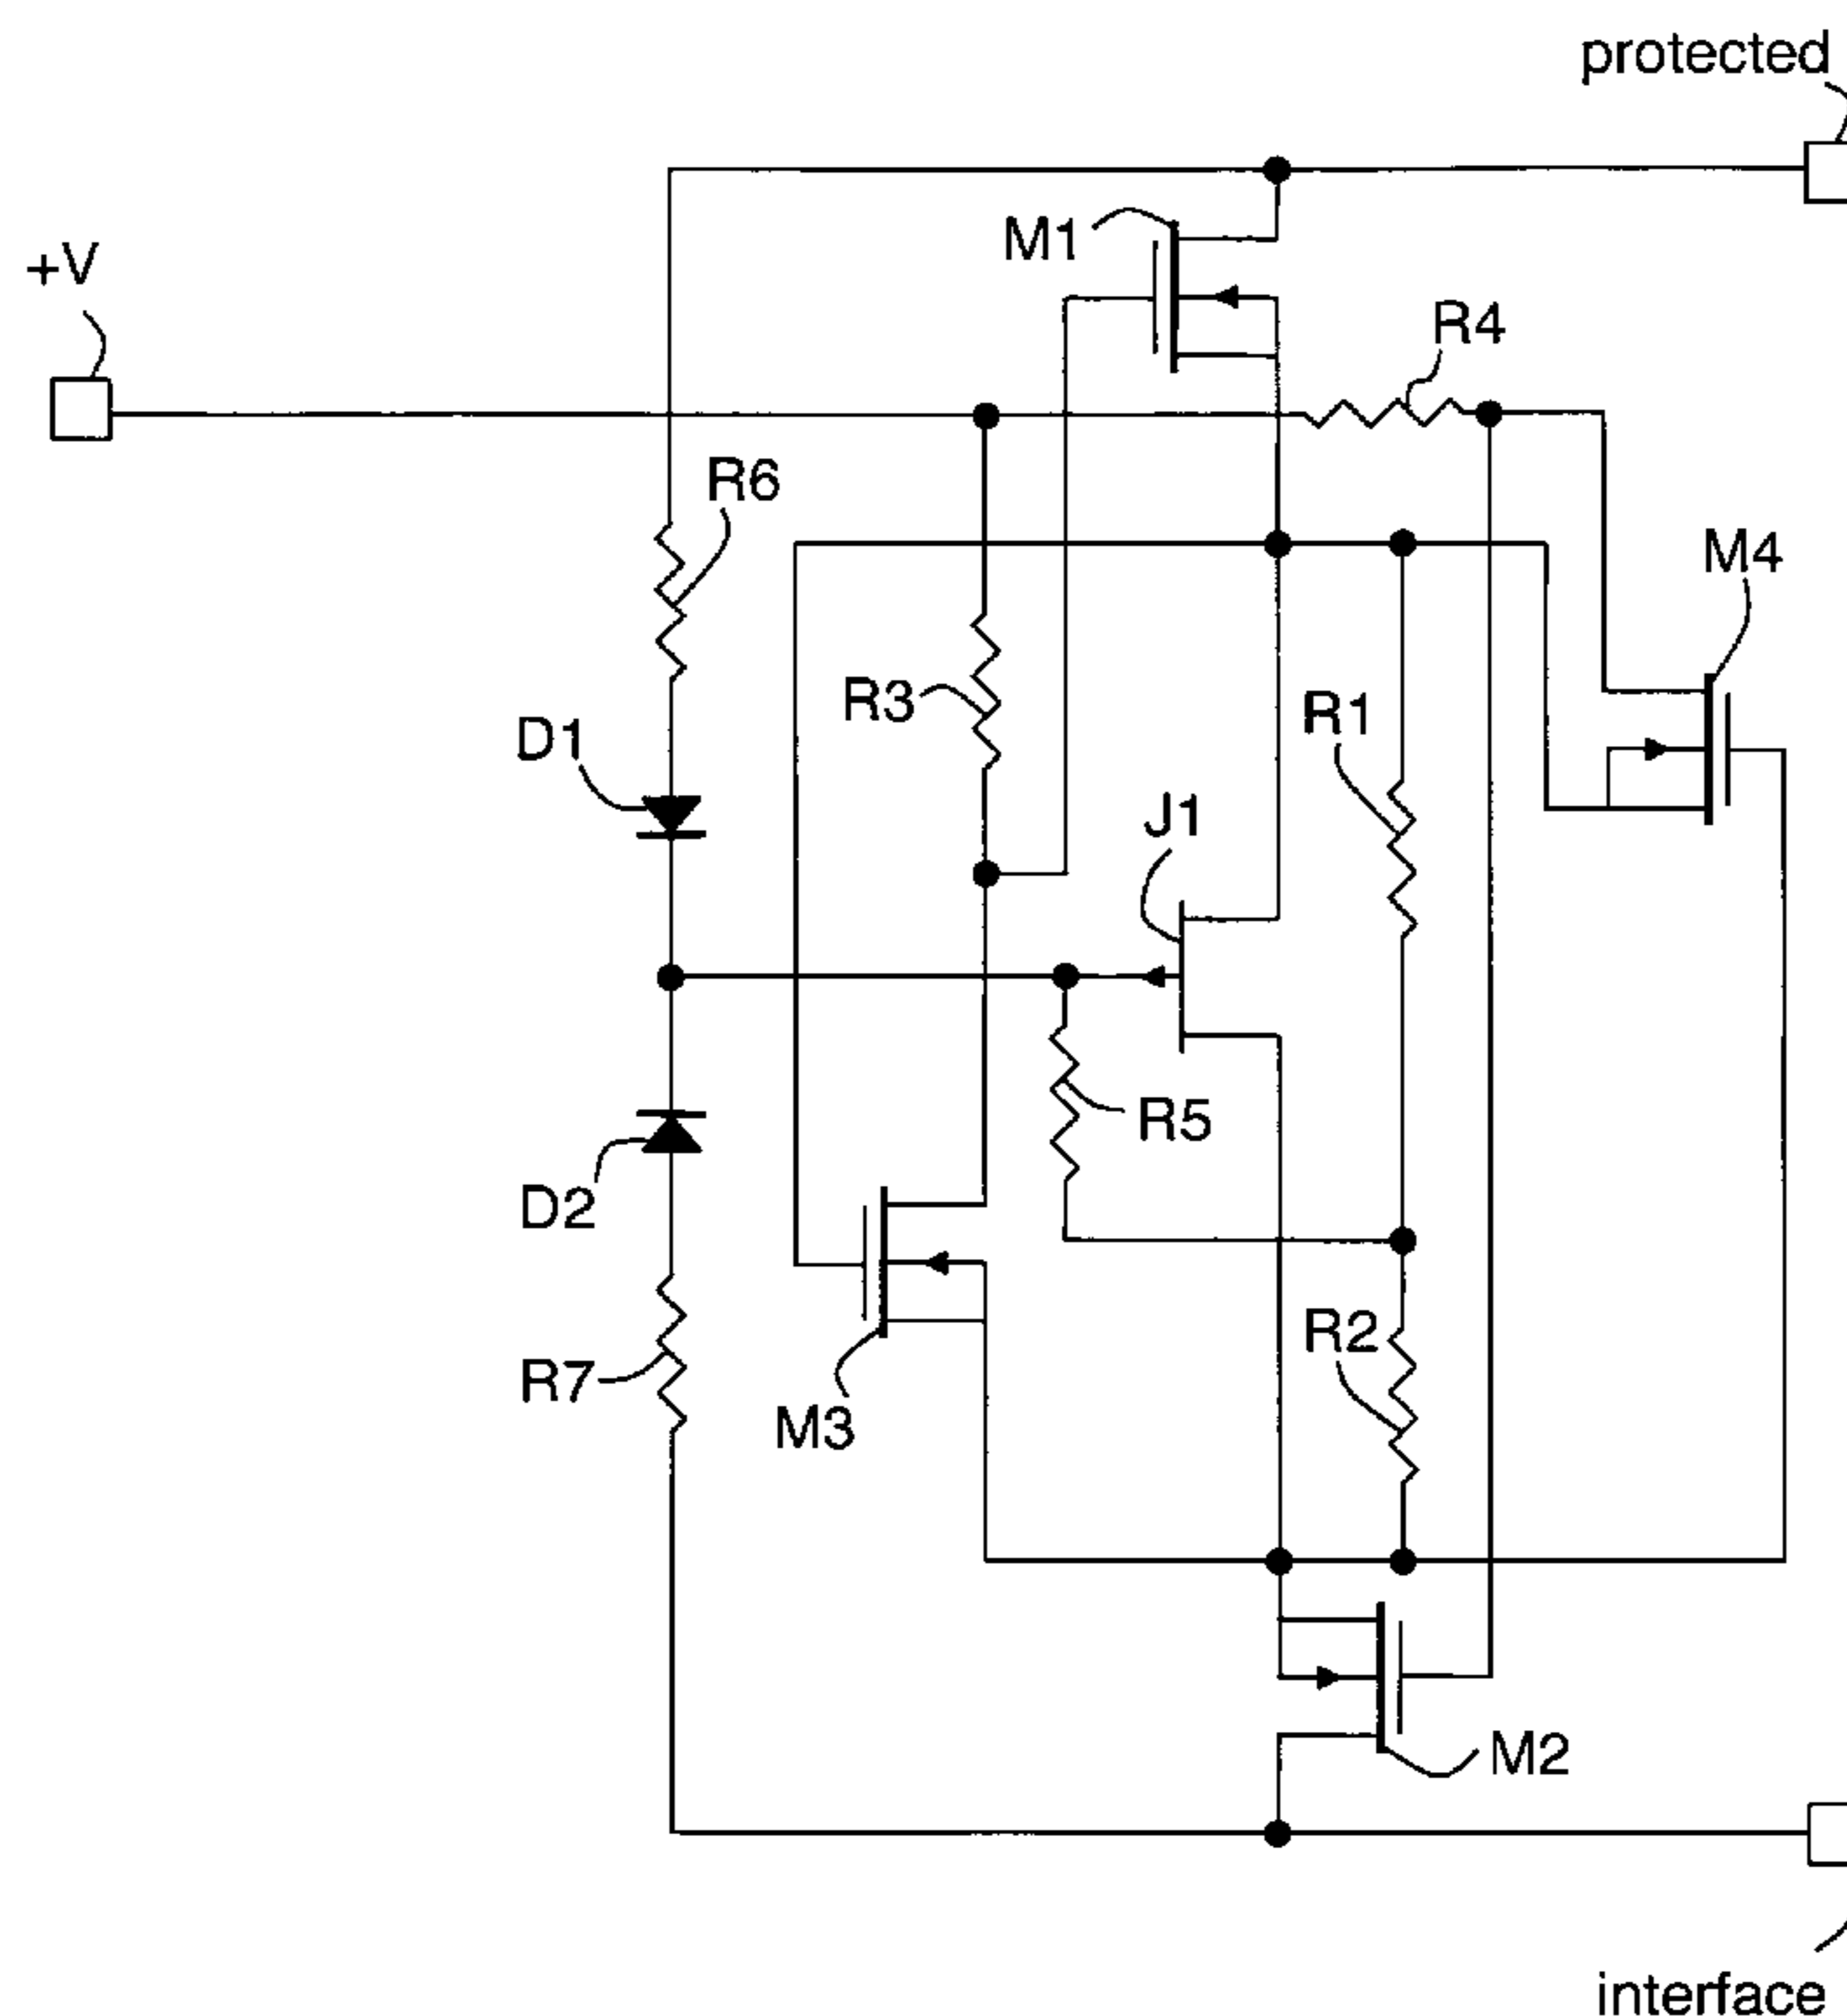 protected
M1
+V
R4
R6
M4
R3
R1
D1
J1
R5
D2
R2
R7
M3
M2
interface